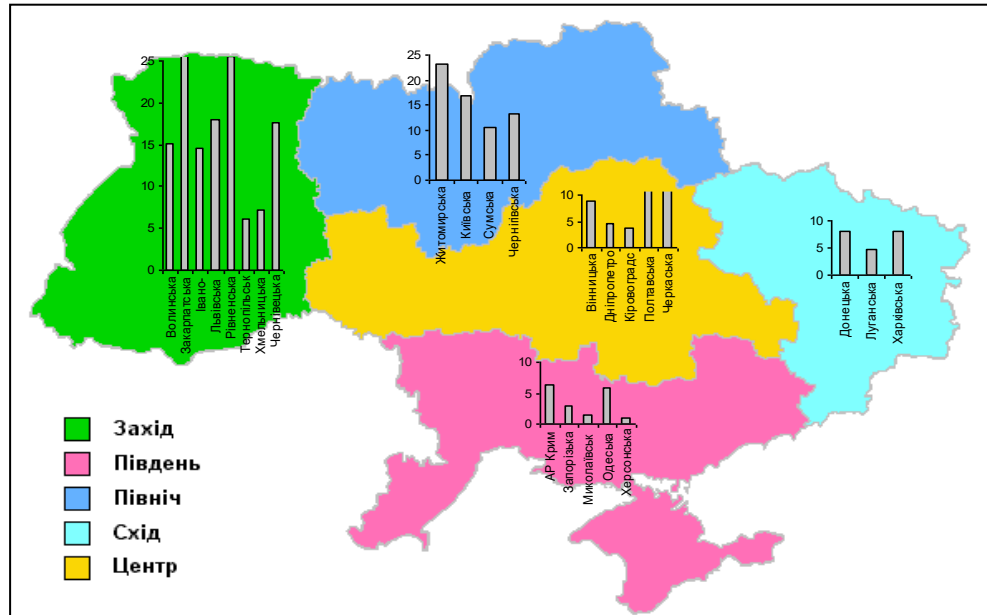 25
20
15
10
5
0
Волинська
Закарпатська
Івано-
Львівська
Рівненська
Тернопільськ
Хмельницька
Чернівецька
25
20
15
10
5
0
Житомирська
Київська
Сумська
Чернігівська
10
5
0
Вінницька
Дніпропетро
Кіровоградс
Полтавська
Черкаська
10
5
0
Донецька
Луганська
Харківська
10
5
0
АР Крим
Запорізька
Миколаївськ
Одеська
Херсонська
Захід
Південь
Північ
Схід
Центр